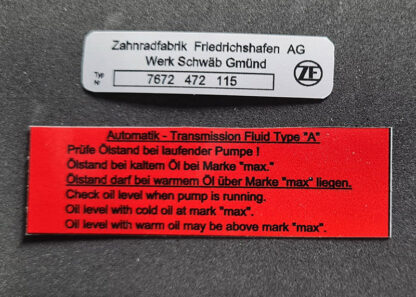 Zahnradfabrik Friedrichshafen AG
Werk Schwäb Gmünd
Typ
Nr
7672 472 115
ZF
Automatik - Transmission Fluid Type "A"
Prüfe Ölstand bei laufender Pumpe !
Ölstand bei kaltem Öl bei Marke "max."
Ölstand darf bei warmem Öl über Marke "max" liegen.
Check oil level when pump is running.
Oil level with cold oil at mark "max".
Oil level with warm oil may be above mark "max".